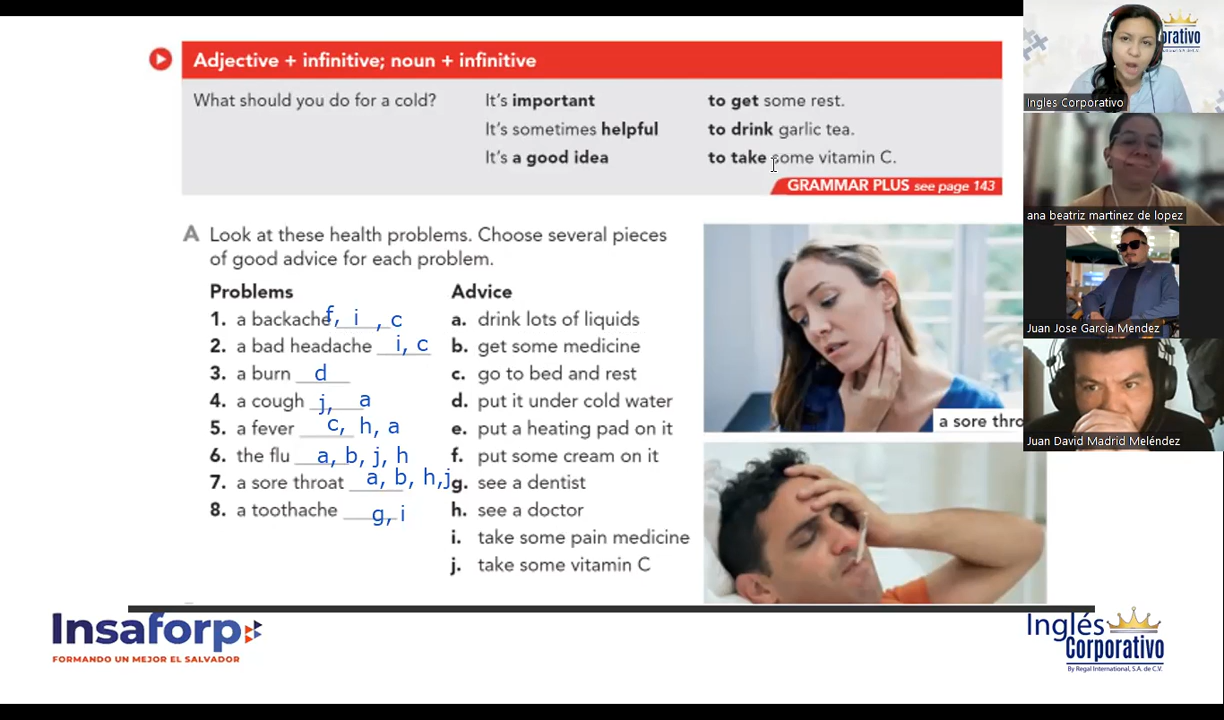 Adjective + infinitive; noun + infinitive
What should you do for a cold? It's important to get some rest.
It's sometimes helpful to drink garlic tea.
It's a good idea to take some vitamin C.
GRAMMAR PLUS see page 143
A Look at these health problems. Choose several pieces
of good advice for each problem.
Problems Advice
1. a backache f, i , c a. drink lots of liquids
2. a bad headache i, c b. get some medicine
3. a burn d c. go to bed and rest
4. a cough j, a d. put it under cold water
5. a fever c, h, a e. put a heating pad on it
6. the flu a, b, j, h f. put some cream on it
7. a sore throat a, b, h,j g. see a dentist
8. a toothache g, i h. see a doctor
i. take some pain medicine
j. take some vitamin C
a sore thro
Insaforp
FORMANDO UN MEJOR EL SALVADOR
Inglés
Corporativo
By Regal International, S.A. de C.V.
Inglés Corporativo
ana beatriz martinez de lopez
Juan Jose Garcia Mendez
Juan David Madrid Meléndez